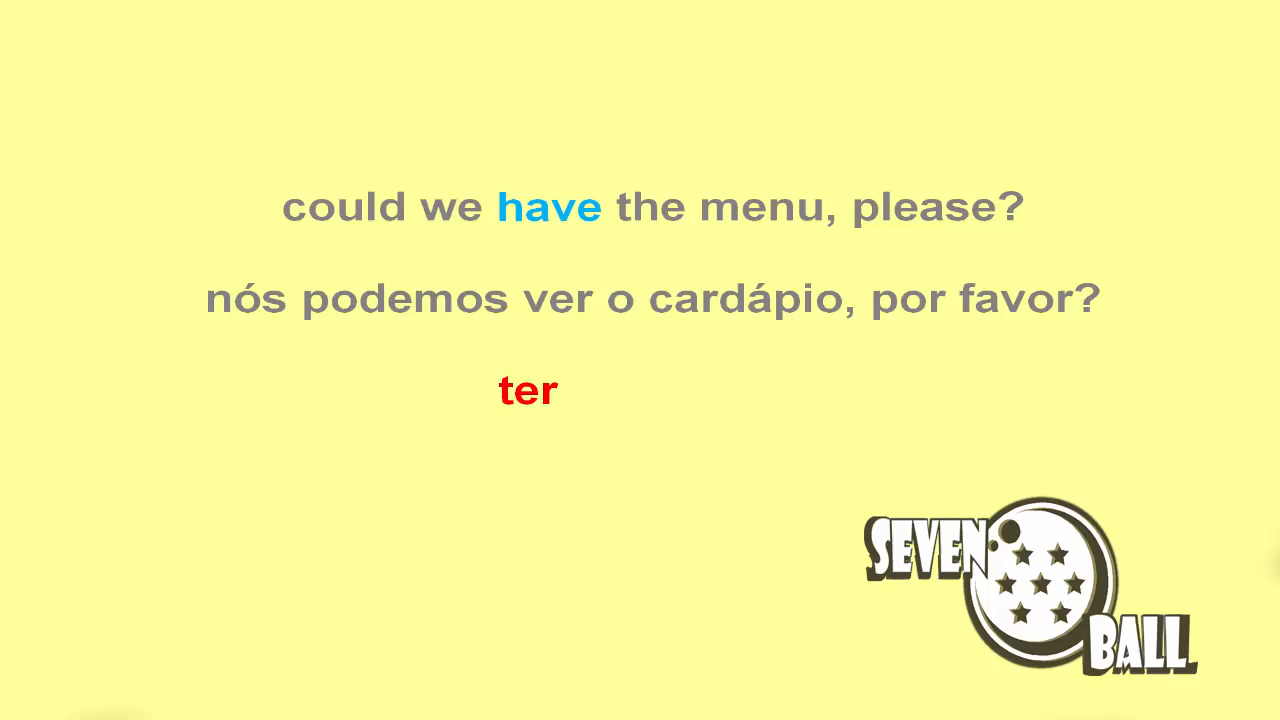 could we have the menu, please?
nós podemos ver o cardápio, por favor?
ter
SEVEN
BALL